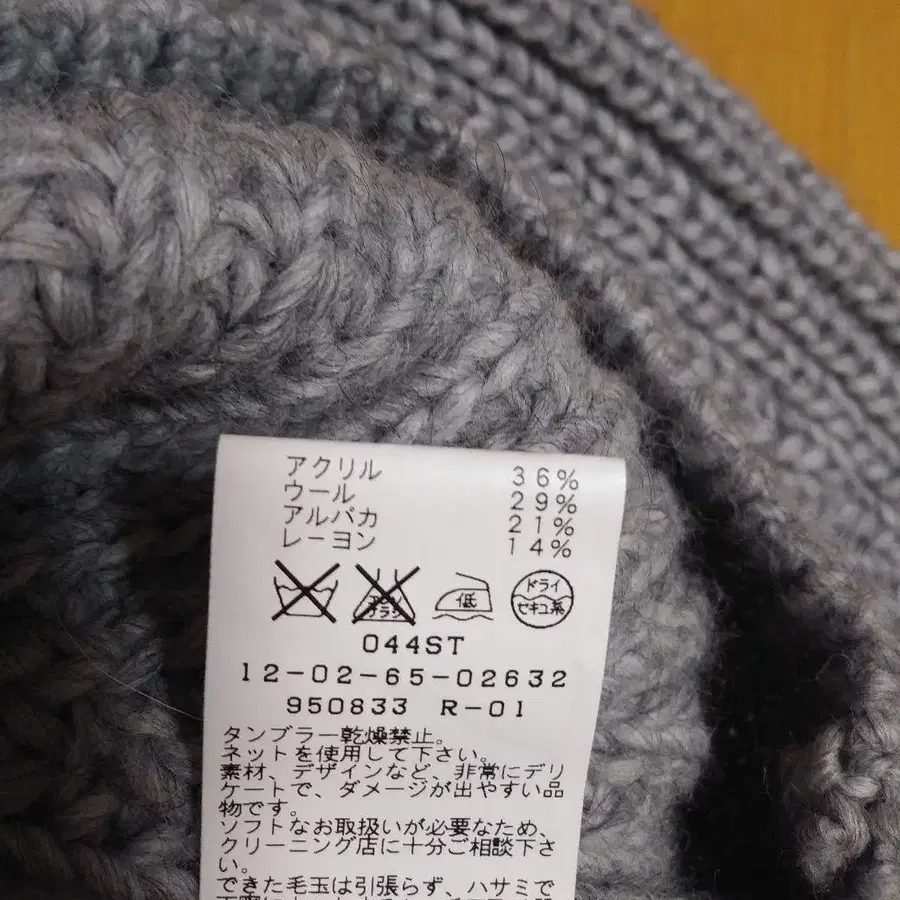 アクリル 36%
ウール 29%
アルパカ 21%
レーヨン 14%
エンソサラシ 低 ドライ セキユ系
044ST
12-02-65-02632
950833 R-01
タンブラー乾燥禁止。
ネットを使用して下さい。
素材、デザインなど、非常にデリ
ケートで、ダメージが出やすい品
物です。
ソフトなお取扱いが必要なため、
クリーニング店に十分ご相談下さ
い。
できた毛玉は引張らず、ハサミで